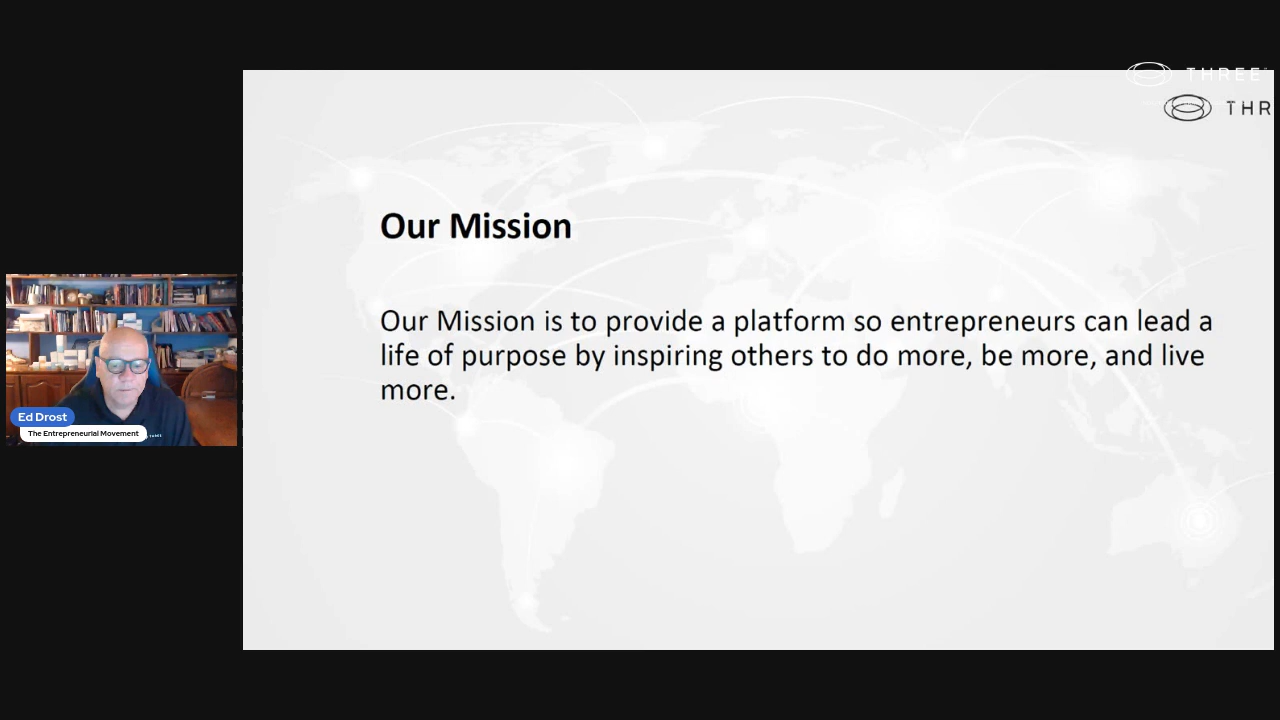 THREE
THR
Our Mission
Our Mission is to provide a platform so entrepreneurs can lead a
life of purpose by inspiring others to do more, be more, and live
more.
Ed Drost
The Entrepreneurial Movement